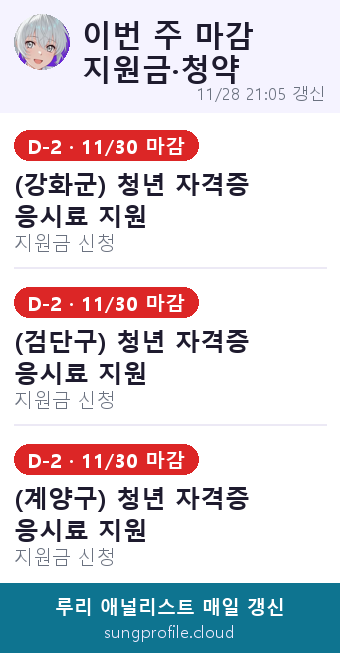 이번 주 마감
지원금·청약
11/28 21:05 갱신
D-2 · 11/30 마감
(강화군) 청년 자격증
응시료 지원
지원금 신청
D-2 · 11/30 마감
(검단구) 청년 자격증
응시료 지원
지원금 신청
D-2 · 11/30 마감
(계양구) 청년 자격증
응시료 지원
지원금 신청
루리 애널리스트 매일 갱신
sungprofile.cloud